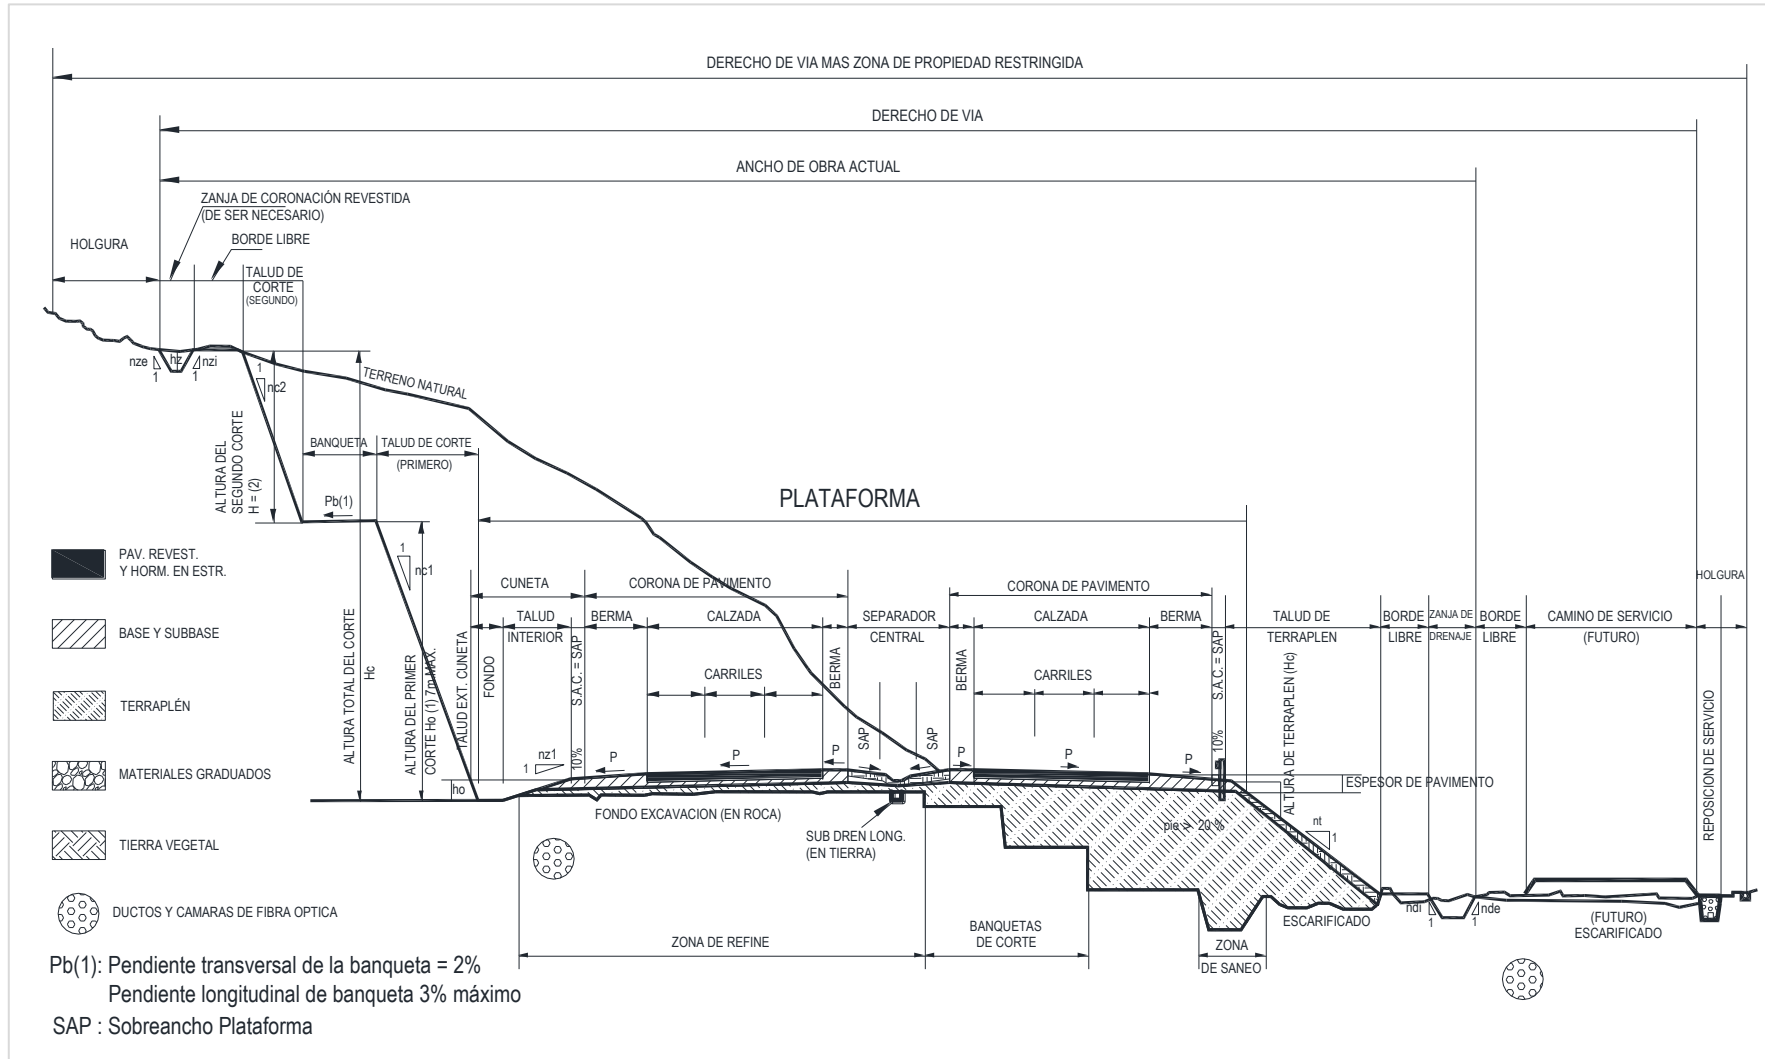 DERECHO DE VIA MAS ZONA DE PROPIEDAD RESTRINGIDA
DERECHO DE VIA
ANCHO DE OBRA ACTUAL
ZANJA DE CORONACIÓN REVESTIDA
(DE SER NECESARIO)
HOLGURA
BORDE LIBRE
TALUD DE
CORTE
(SEGUNDO)
nze
1
hz
nzi
1
1
nc2
TERRENO NATURAL
ALTURA DEL
SEGUNDO CORTE
H = (2)
BANQUETA
TALUD DE CORTE
(PRIMERO)
Pb(1)
PLATAFORMA
1
nc1
ALTURA TOTAL DEL CORTE
Hc
ALTURA DEL PRIMER
CORTE Ho (1) 7m MAX.
TALUD EXT. CUNETA
CUNETA
CORONA DE PAVIMENTO
CORONA DE PAVIMENTO
HOLGURA
FONDO
TALUD
INTERIOR
S.A.C. = SAP
10%
BERMA
CALZADA
BERMA
SEPARADOR
CENTRAL
BERMA
CALZADA
BERMA
S.A.C. = SAP
10%
TALUD DE
TERRAPLEN
BORDE
LIBRE
ZANJA DE
DRENAJE
BORDE
LIBRE
CAMINO DE SERVICIO
(FUTURO)
CARRILES
CARRILES
SAP
SAP
nz1
1
P
P
P
P
P
P
ho
ALTURA DE TERRAPLEN (Hc)
ESPESOR DE PAVIMENTO
REPOSICION DE SERVICIO
FONDO EXCAVACION (EN ROCA)
SUB DREN LONG.
(EN TIERRA)
pie > 20 %
nt
1
ndi
1
nde
1
ESCARIFICADO
(FUTURO)
ESCARIFICADO
ZONA DE REFINE
BANQUETAS
DE CORTE
ZONA
DE SANEO
PAV. REVEST.
Y HORM. EN ESTR.
BASE Y SUBBASE
TERRAPLÉN
MATERIALES GRADUADOS
TIERRA VEGETAL
DUCTOS Y CAMARAS DE FIBRA OPTICA
Pb(1): Pendiente transversal de la banqueta = 2%
Pendiente longitudinal de banqueta 3% máximo
SAP : Sobreancho Plataforma